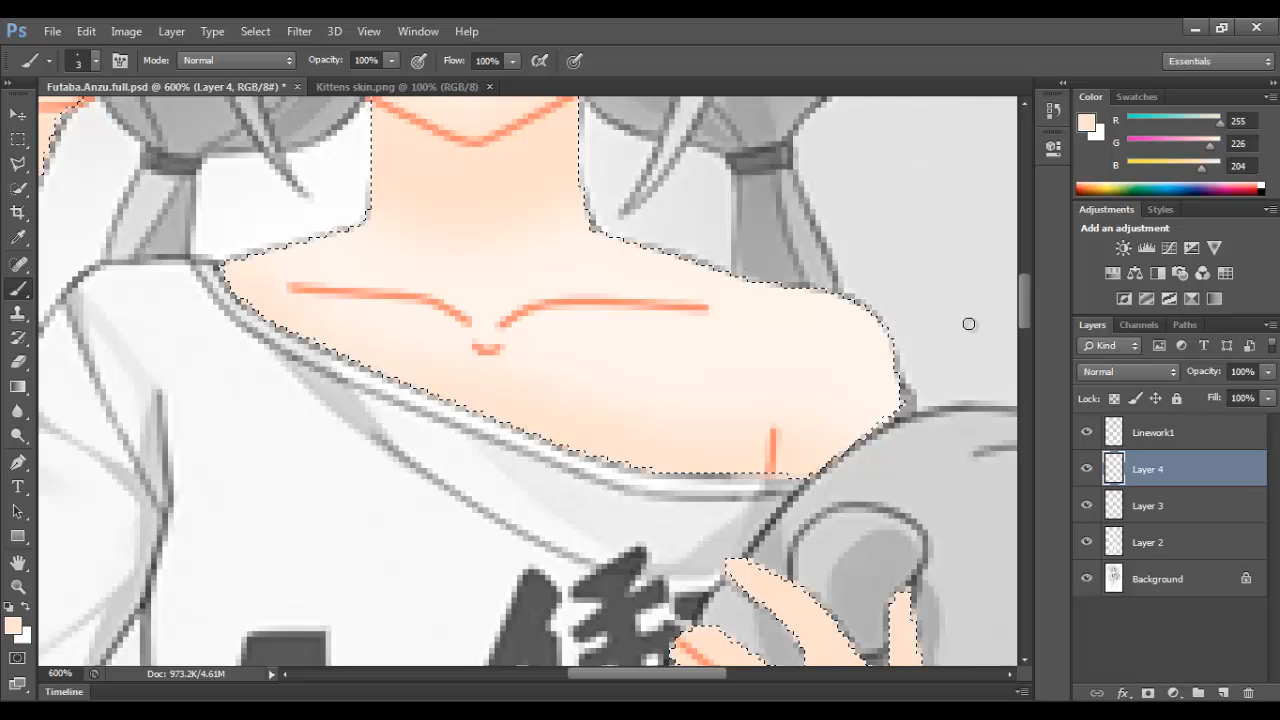 Ps File Edit Image Layer Type Select Filter 3D View Window Help
3 Mode: Normal Opacity: 100% Flow: 100% Essentials
Futaba.Anzu.full.psd @ 600% (Layer 4, RGB/8#) * × Kittens skin.png @ 100% (RGB/8) ×
Color Swatches
R 255
G 226
B 204
Adjustments Styles
Add an adjustment
Layers Channels Paths
Kind
Normal Opacity: 100%
Lock: Fill: 100%
Linework1
Layer 4
Layer 3
Layer 2
Background
600% Doc: 973.2K/4.61M
Timeline